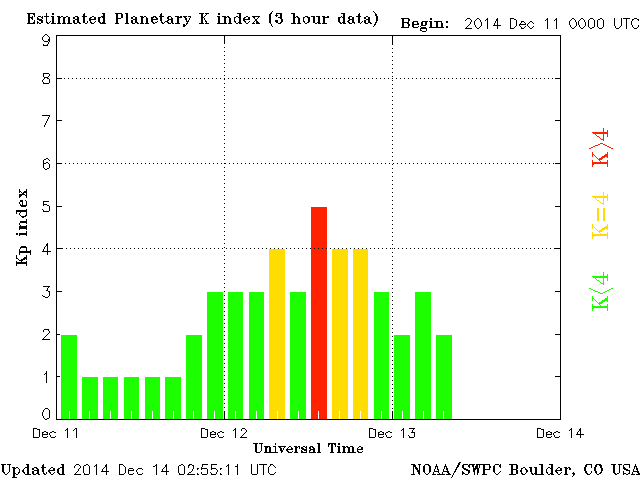 Estimated Planetary K index (3 hour data) Begin: 2014 Dec 11 0000 UTC
9
8
7
6
5
4
3
2
1
0
Kp index
K>4
K=4
K<4
Dec 11 Dec 12 Dec 13 Dec 14
Universal Time
Updated 2014 Dec 14 02:55:11 UTC NOAA/SWPC Boulder, CO USA